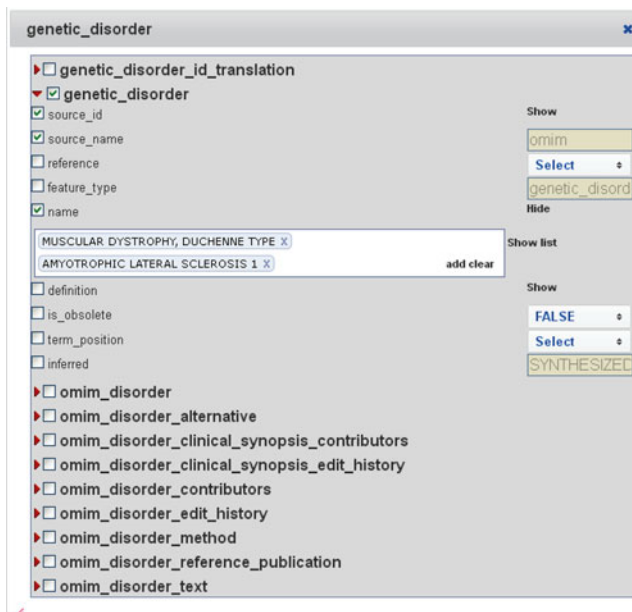 genetic_disorder
genetic_disorder_id_translation
genetic_disorder
source_id Show
source_name omim
reference Select
feature_type genetic_disord
name Hide
MUSCULAR DYSTROPHY, DUCHENNE TYPE X Show list
AMYOTROPHIC LATERAL SCLEROSIS 1 X add clear
definition Show
is_obsolete FALSE
term_position Select
inferred SYNTHESIZED
omim_disorder
omim_disorder_alternative
omim_disorder_clinical_synopsis_contributors
omim_disorder_clinical_synopsis_edit_history
omim_disorder_contributors
omim_disorder_edit_history
omim_disorder_method
omim_disorder_reference_publication
omim_disorder_text